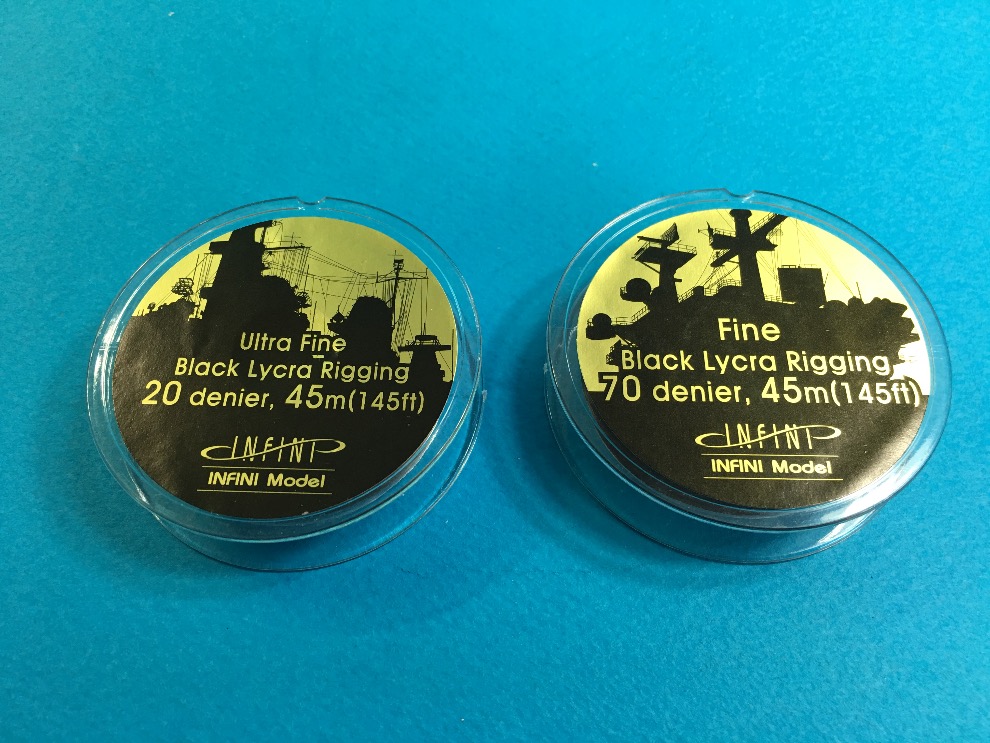 Ultra Fine
Black Lycra Rigging
20 denier, 45m(145ft)
INFINI
INFINI Model
Fine
Black Lycra Rigging
70 denier, 45m(145ft)
INFINI
INFINI Model